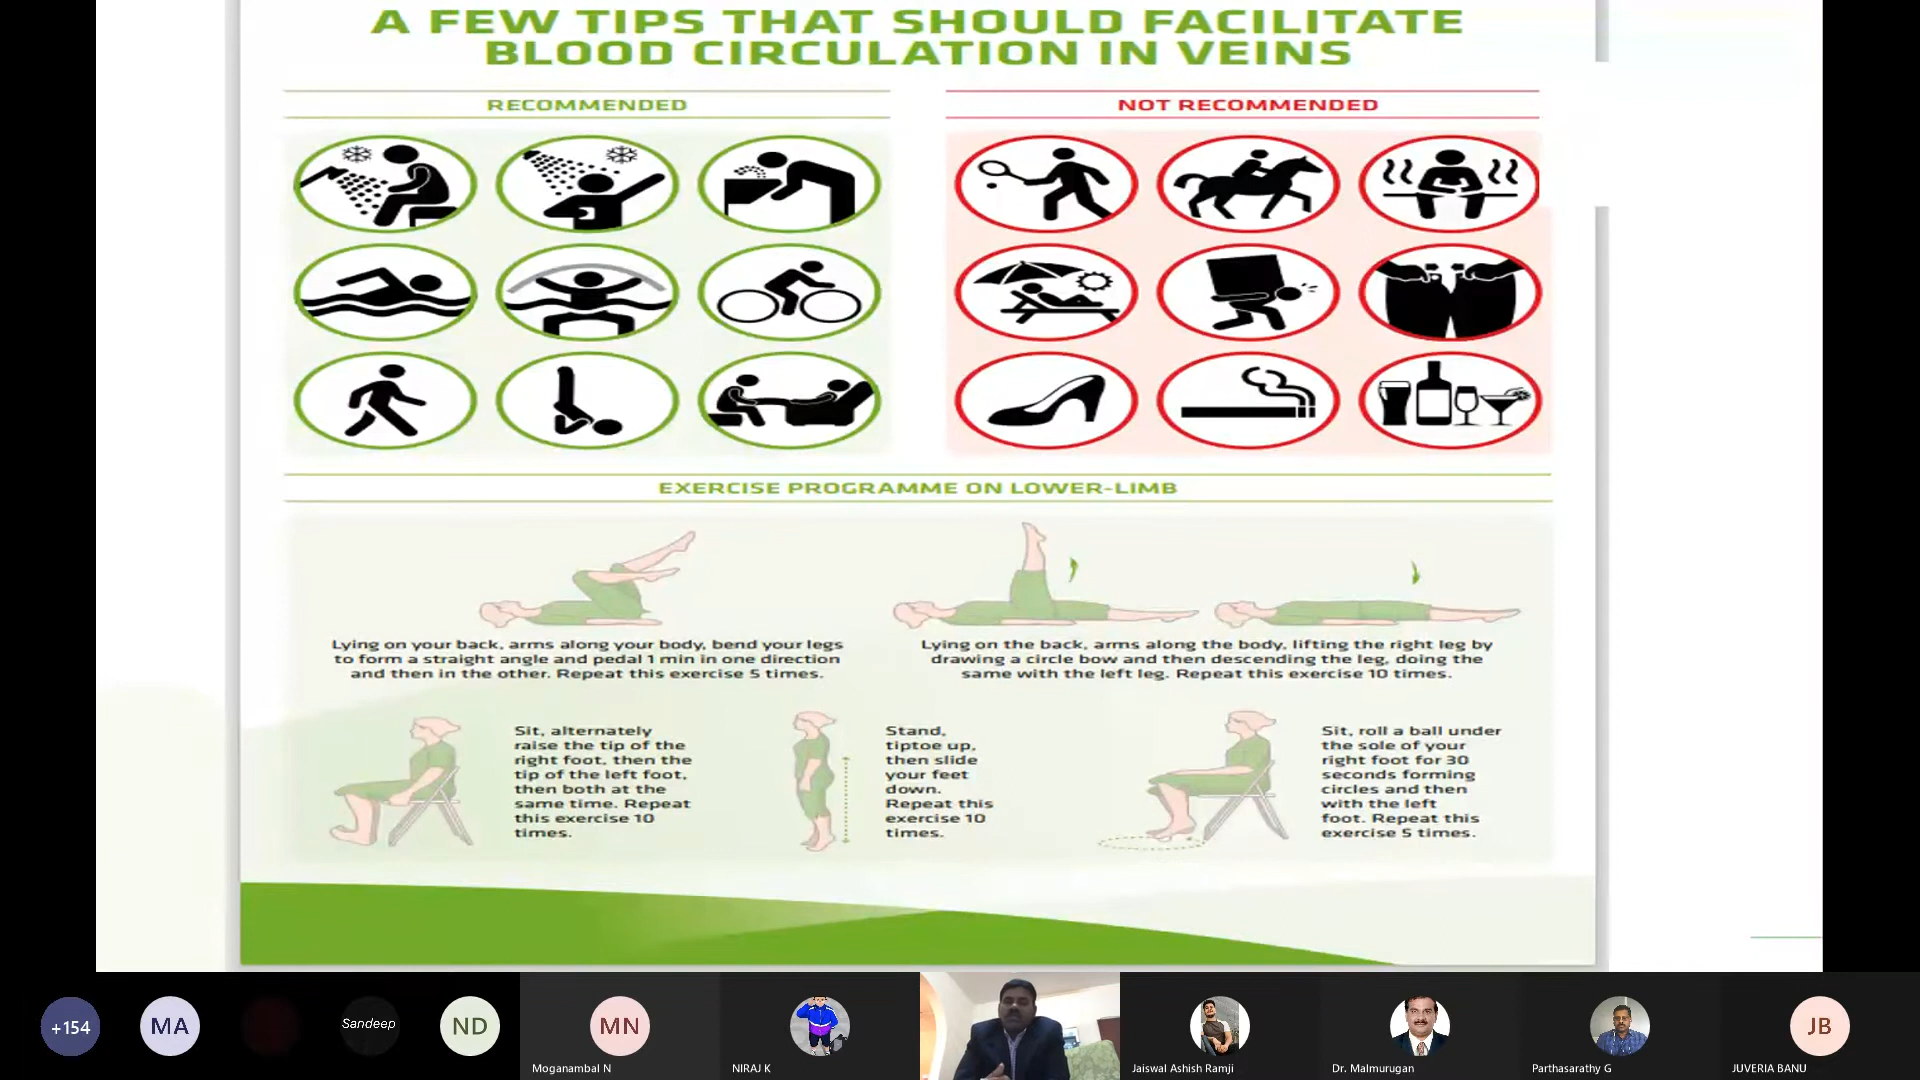 A FEW TIPS THAT SHOULD FACILITATE
BLOOD CIRCULATION IN VEINS
RECOMMENDED
NOT RECOMMENDED
EXERCISE PROGRAMME ON LOWER-LIMB
Lying on your back, arms along your body, bend your legs
to form a straight angle and pedal 1 min in one direction
and then in the other. Repeat this exercise 5 times.
Lying on the back, arms along the body, lifting the right leg by
drawing a circle bow and then descending the leg, doing the
same with the left leg. Repeat this exercise 10 times.
Sit, alternately
raise the tip of the
right foot, then the
tip of the left foot,
then both at the
same time. Repeat
this exercise 10
times.
Stand,
tiptoe up,
then slide
your feet
down.
Repeat this
exercise 10
times.
Sit, roll a ball under
the sole of your
right foot for 30
seconds forming
circles and then
with the left
foot. Repeat this
exercise 5 times.
+154
MA
Sandeep
ND
MN
Moganambal N
NIRAJ K
Jaiswal Ashish Ramji
Dr. Malmurugan
Parthasarathy G
JB
JUVERIA BANU